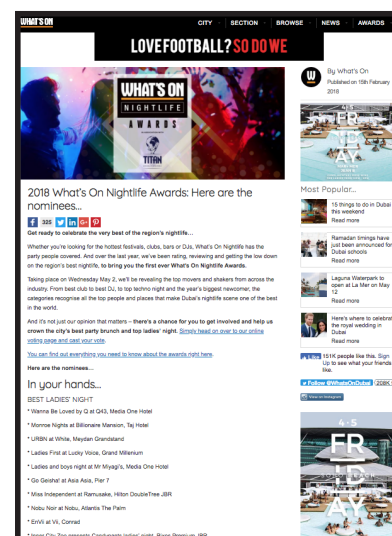 WHAT'S ON
CITY SECTION BROWSE NEWS AWARDS
LOVE FOOTBALL? SO DO WE
WHAT'S ON
NIGHTLIFE
AWARDS
TITAN
2018 What's On Nightlife Awards: Here are the
nominees...
325
Get ready to celebrate the very best of the region's nightlife...
Whether you're looking for the hottest festivals, clubs, bars or DJs, What's On Nightlife has the
party people covered. And over the last year, we've been rating, reviewing and getting the low down
on the region's best nightlife, to bring you the first ever What's On Nightlife Awards.
Taking place on Wednesday May 2, we'll be revealing the top movers and shakers from across the
industry. From best club to best DJ, to top techno night and the year's biggest newcomer, the
categories recognise all the top people and places that make Dubai's nightlife scene one of the best
in the world.
And it's not just our opinion that matters – there's a chance for you to get involved and help us
crown the city's best party brunch and top ladies' night. Simply head on over to our online
voting page and cast your vote.
You can find out everything you need to know about the awards right here.
Here are the nominees...
In your hands...
BEST LADIES' NIGHT
* Wanna Be Loved by Q at Q43, Media One Hotel
* Monroe Nights at Billionaire Mansion, Taj Hotel
* URBN at White, Meydan Grandstand
* Ladies First at Lucky Voice, Grand Millenium
* Ladies and boys night at Mr Miyagi's, Media One Hotel
* Go Geisha! at Asia Asia, Pier 7
* Miss Independent at Ramusake, Hilton DoubleTree JBR
* Nobu Noir at Nobu, Atlantis The Palm
* EnVii at Vii, Conrad
By What's On
Published on 15th February
2018
4-5
FR
DAY
Most Popular...
15 things to do in Dubai
this weekend
Read more
Ramadan timings have
just been announced for
Dubai schools
Read more
Laguna Waterpark to
open at La Mer on May
12
Read more
Here's where to celebrat
the royal wedding in
Dubai
Read more
Like 151K people like this. Sign
Up to see what your friends
like.
Follow @WhatsOnDubai 208K
View on Instagram
4-5
FR
DAY